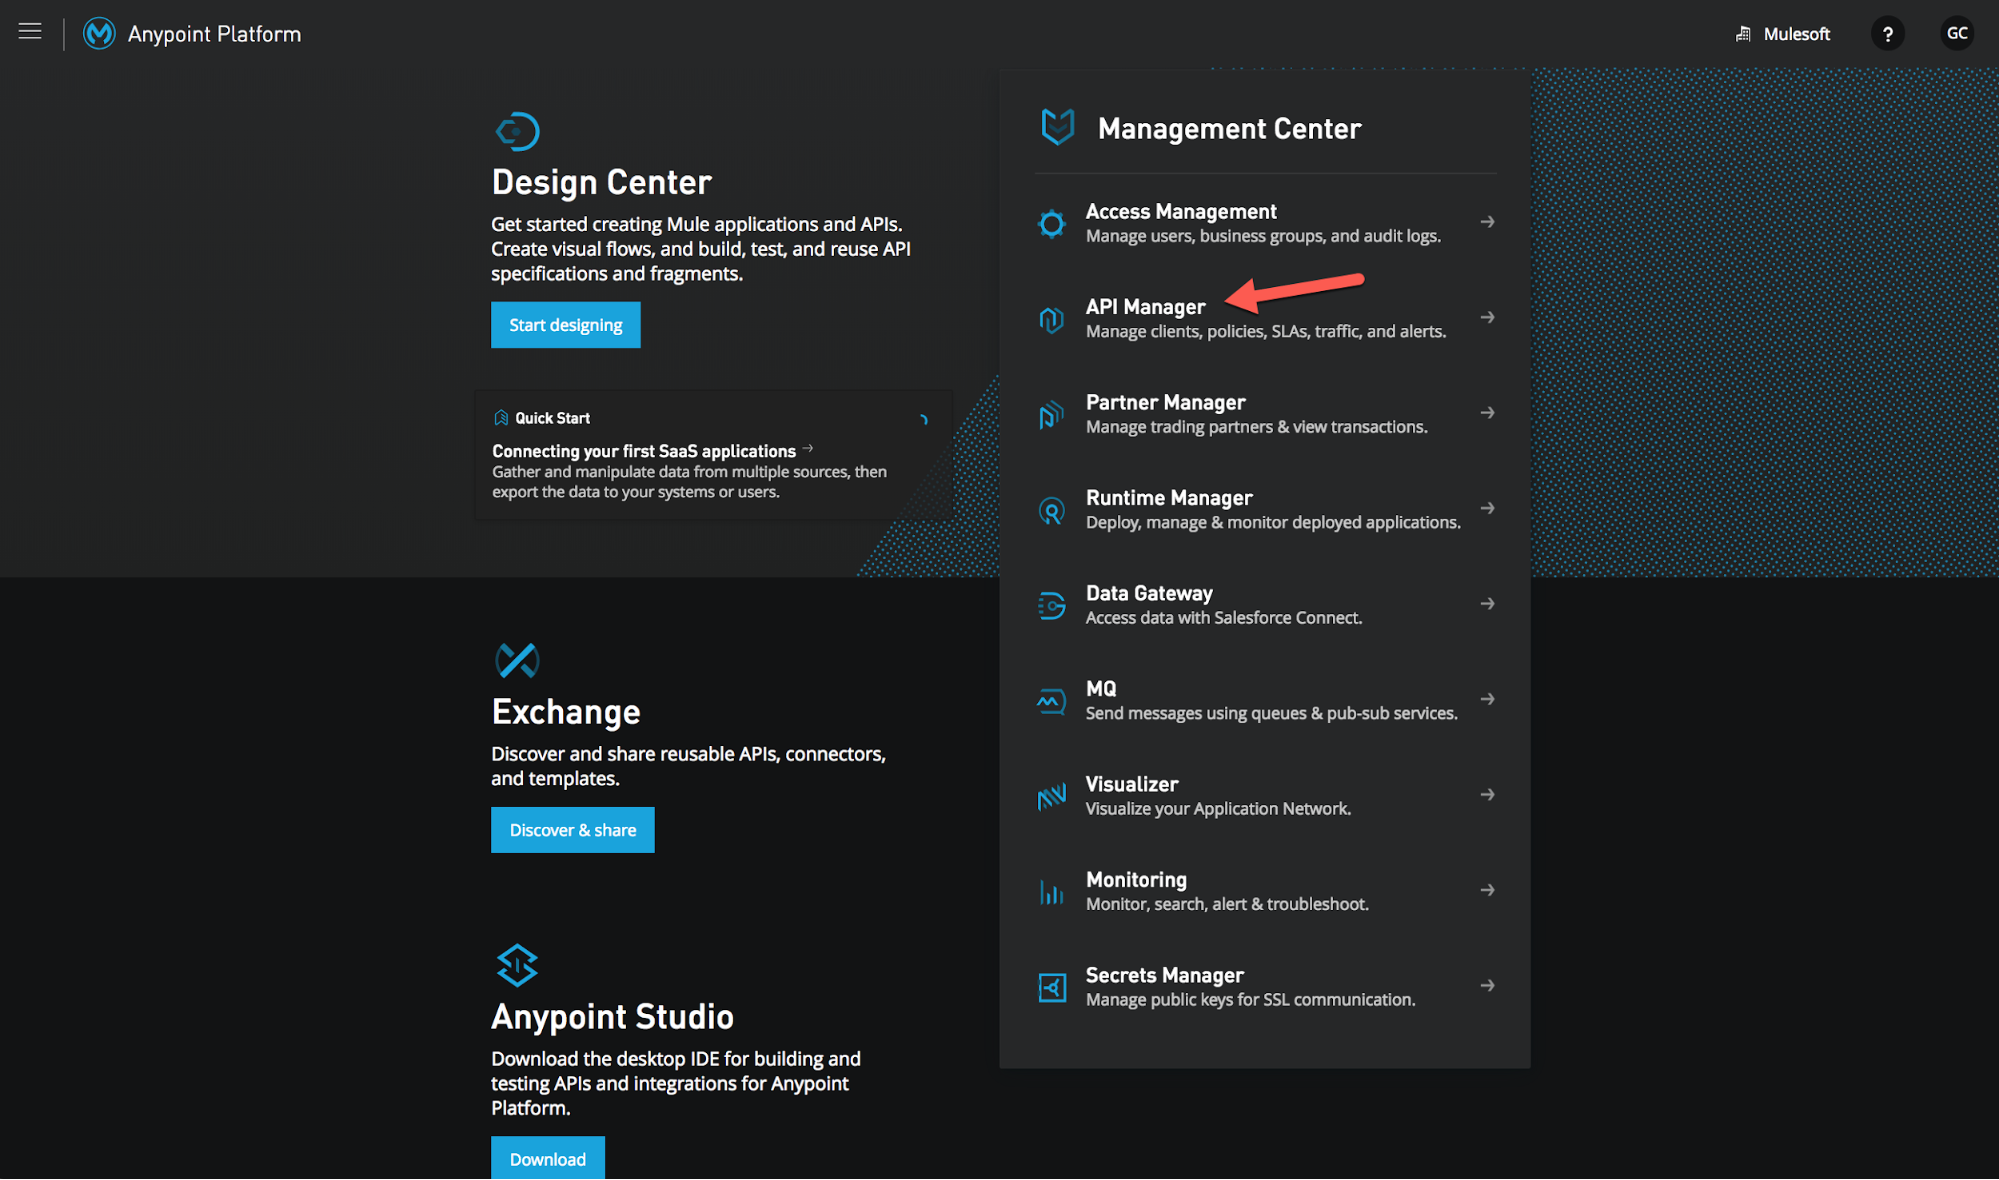 Anypoint Platform
Mulesoft
?
GC
Design Center
Get started creating Mule applications and APIs.
Create visual flows, and build, test, and reuse API
specifications and fragments.
Start designing
Quick Start
Connecting your first SaaS applications →
Gather and manipulate data from multiple sources, then
export the data to your systems or users.
Exchange
Discover and share reusable APIs, connectors,
and templates.
Discover & share
Anypoint Studio
Download the desktop IDE for building and
testing APIs and integrations for Anypoint
Platform.
Download
Management Center
Access Management
Manage users, business groups, and audit logs.
API Manager
Manage clients, policies, SLAs, traffic, and alerts.
Partner Manager
Manage trading partners & view transactions.
Runtime Manager
Deploy, manage & monitor deployed applications.
Data Gateway
Access data with Salesforce Connect.
MQ
Send messages using queues & pub-sub services.
Visualizer
Visualize your Application Network.
Monitoring
Monitor, search, alert & troubleshoot.
Secrets Manager
Manage public keys for SSL communication.